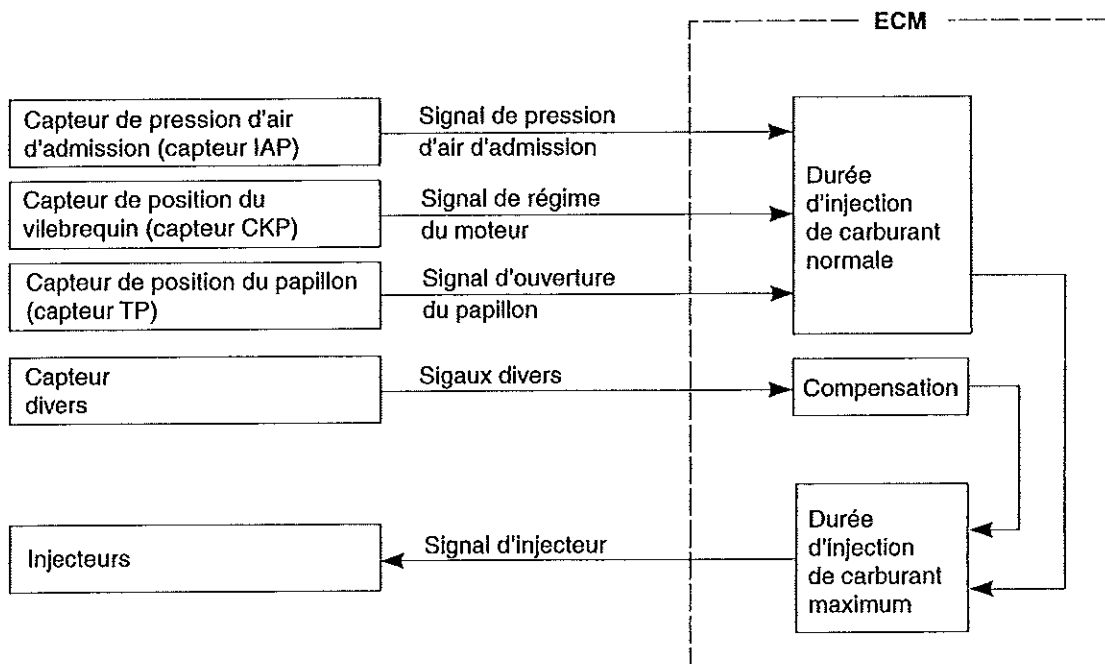 ECM
Capteur de pression d'air
d'admission (capteur IAP)
Signal de pression
d'air d'admission
Capteur de position du
vilebrequin (capteur CKP)
Signal de régime
du moteur
Capteur de position du papillon
(capteur TP)
Signal d'ouverture
du papillon
Durée
d'injection
de carburant
normale
Capteur
divers
Sigaux divers
Compensation
Injecteurs
Signal d'injecteur
Durée
d'injection
de carburant
maximum